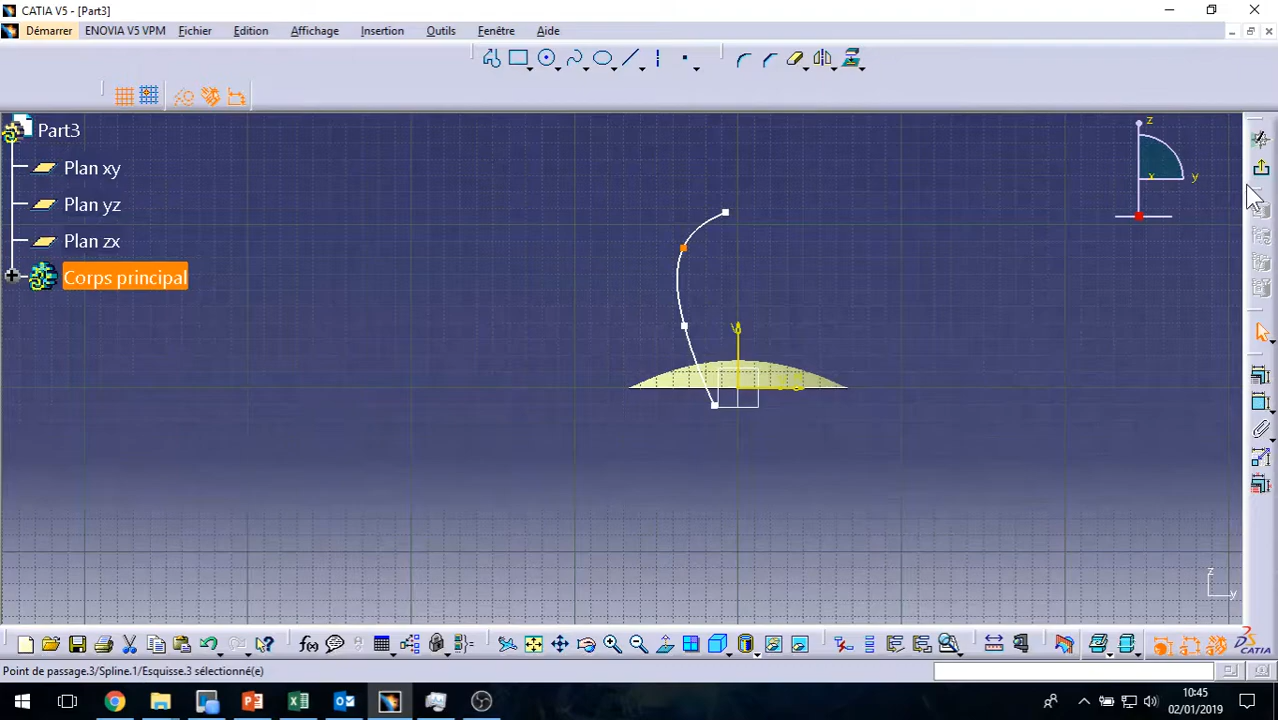 CATIA V5 - [Part3]
Démarrer ENOVIA V5 VPM Fichier Edition Affichage Insertion Outils Fenêtre Aide
Part3
Plan xy
Plan yz
Plan zx
Corps principal
z
x y
V
z
y
f(x)
CATIA
Point de passage.3/Spline.1/Esquisse.3 sélectionné(e)
10:45
02/01/2019